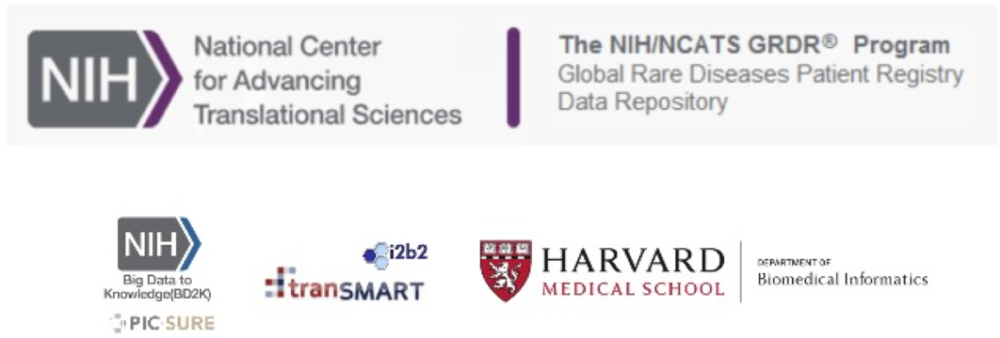 NIH
National Center
for Advancing
Translational Sciences
The NIH/NCATS GRDR® Program
Global Rare Diseases Patient Registry
Data Repository
NIH
Big Data to
Knowledge(BD2K)
PIC-SURE
i2b2
tranSMART
HARVARD
MEDICAL SCHOOL
DEPARTMENT OF
Biomedical Informatics